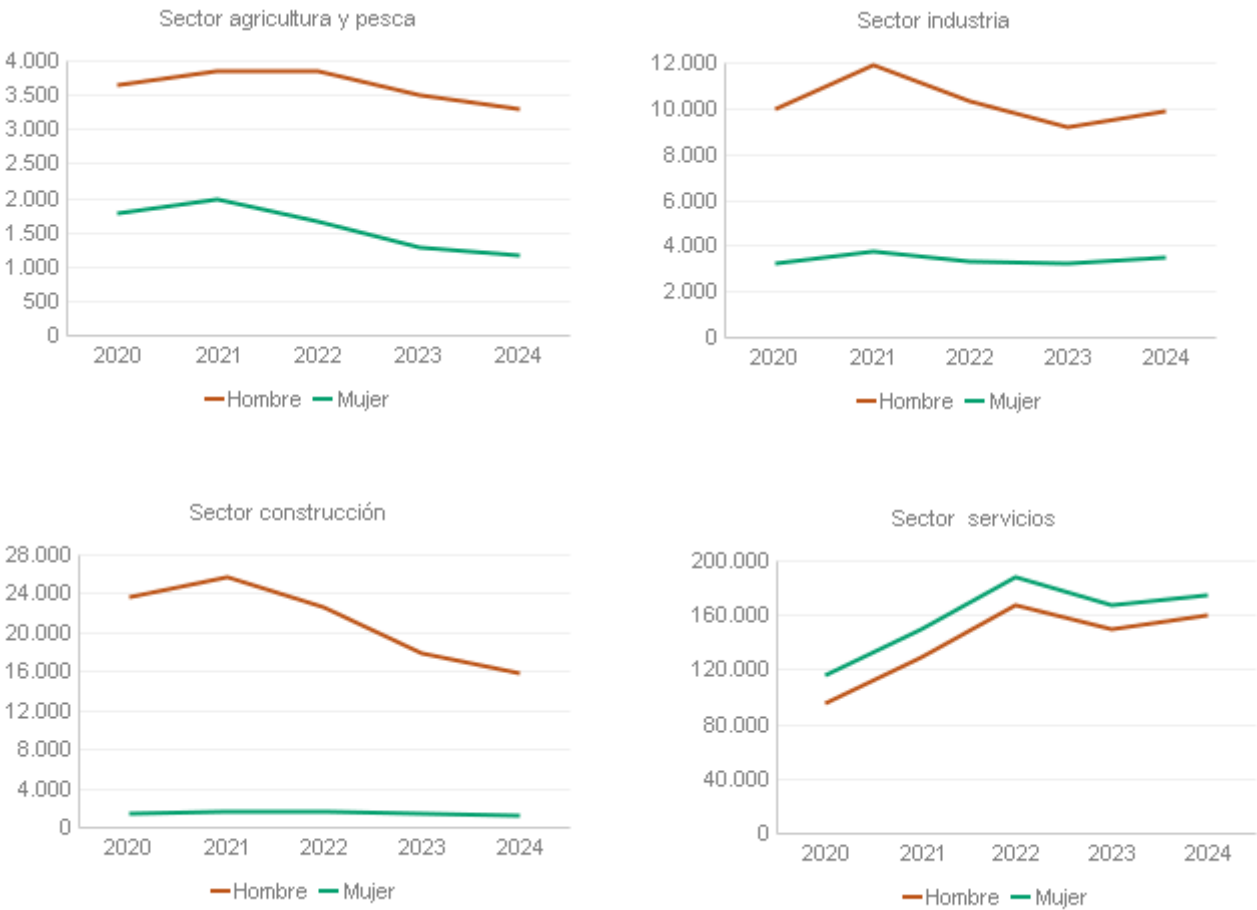 Sector agricultura y pesca
4.000
3.500
3.000
2.500
2.000
1.500
1.000
500
0
2020 2021 2022 2023 2024
Hombre Mujer
Sector industria
12.000
10.000
8.000
6.000
4.000
2.000
0
2020 2021 2022 2023 2024
Hombre Mujer
Sector construcción
28.000
24.000
20.000
16.000
12.000
8.000
4.000
0
2020 2021 2022 2023 2024
Hombre Mujer
Sector servicios
200.000
160.000
120.000
80.000
40.000
0
2020 2021 2022 2023 2024
Hombre Mujer